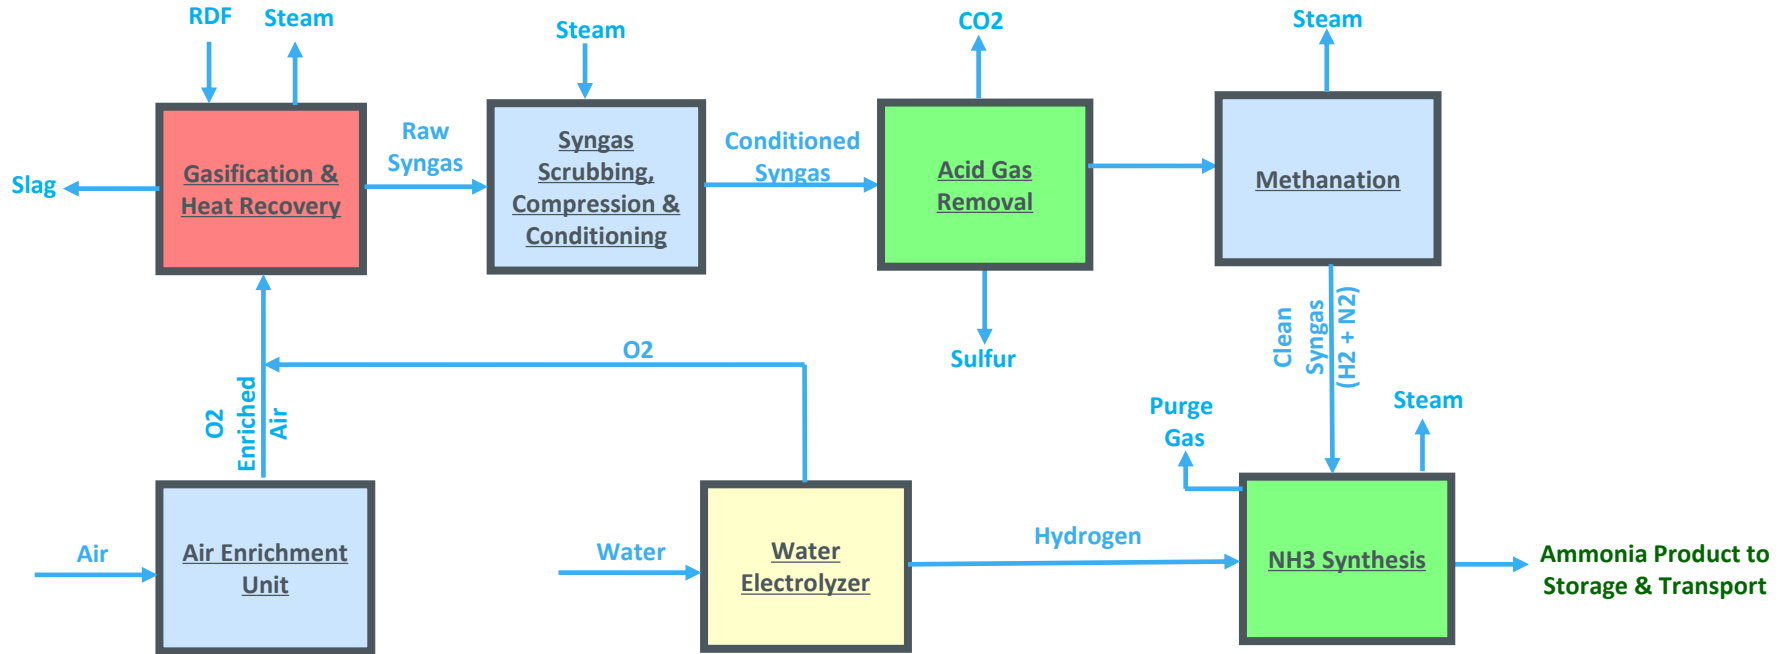 RDF
Steam
Steam
CO2
Steam
Slag
Gasification &
Heat Recovery
Raw
Syngas
Syngas
Scrubbing,
Compression &
Conditioning
Conditioned
Syngas
Acid Gas
Removal
Methanation
Sulfur
Clean
Syngas
(H2 + N2)
O2
O2
Enriched
Air
Purge
Gas
Steam
Air
Air Enrichment
Unit
Water
Water
Electrolyzer
Hydrogen
NH3 Synthesis
Ammonia Product to
Storage & Transport